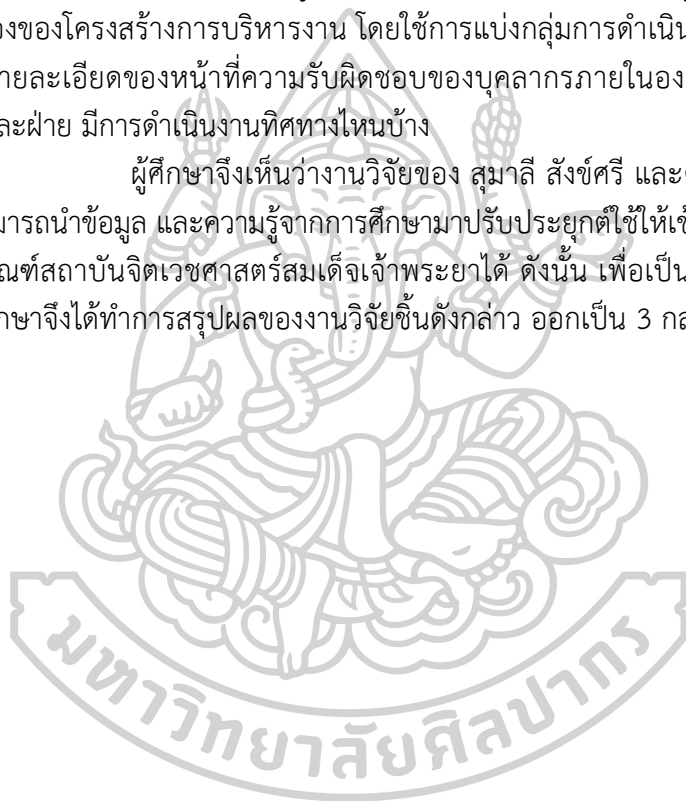 องของโครงสร้างการบริหารงาน โดยใช้การแบ่งกลุ่มการดำเนิน
ายละเอียดของหน้าที่ความรับผิดชอบของบุคลากรภายในอง
ละฝ่าย มีการดำเนินงานทิศทางไหนบ้าง
ผู้ศึกษาจึงเห็นว่างานวิจัยของ สุมาลี สังข์ศรี และ
มารถนำข้อมูล และความรู้จากการศึกษามาปรับประยุกต์ใช้ให้เข้
ณฑ์สถาบันจิตเวชศาสตร์สมเด็จเจ้าพระยาได้ ดังนั้น เพื่อเป็น
กษาจึงได้ทำการสรุปผลของงานวิจัยชิ้นดังกล่าว ออกเป็น 3 กล
มหาวิทยาลัยศิลปากร